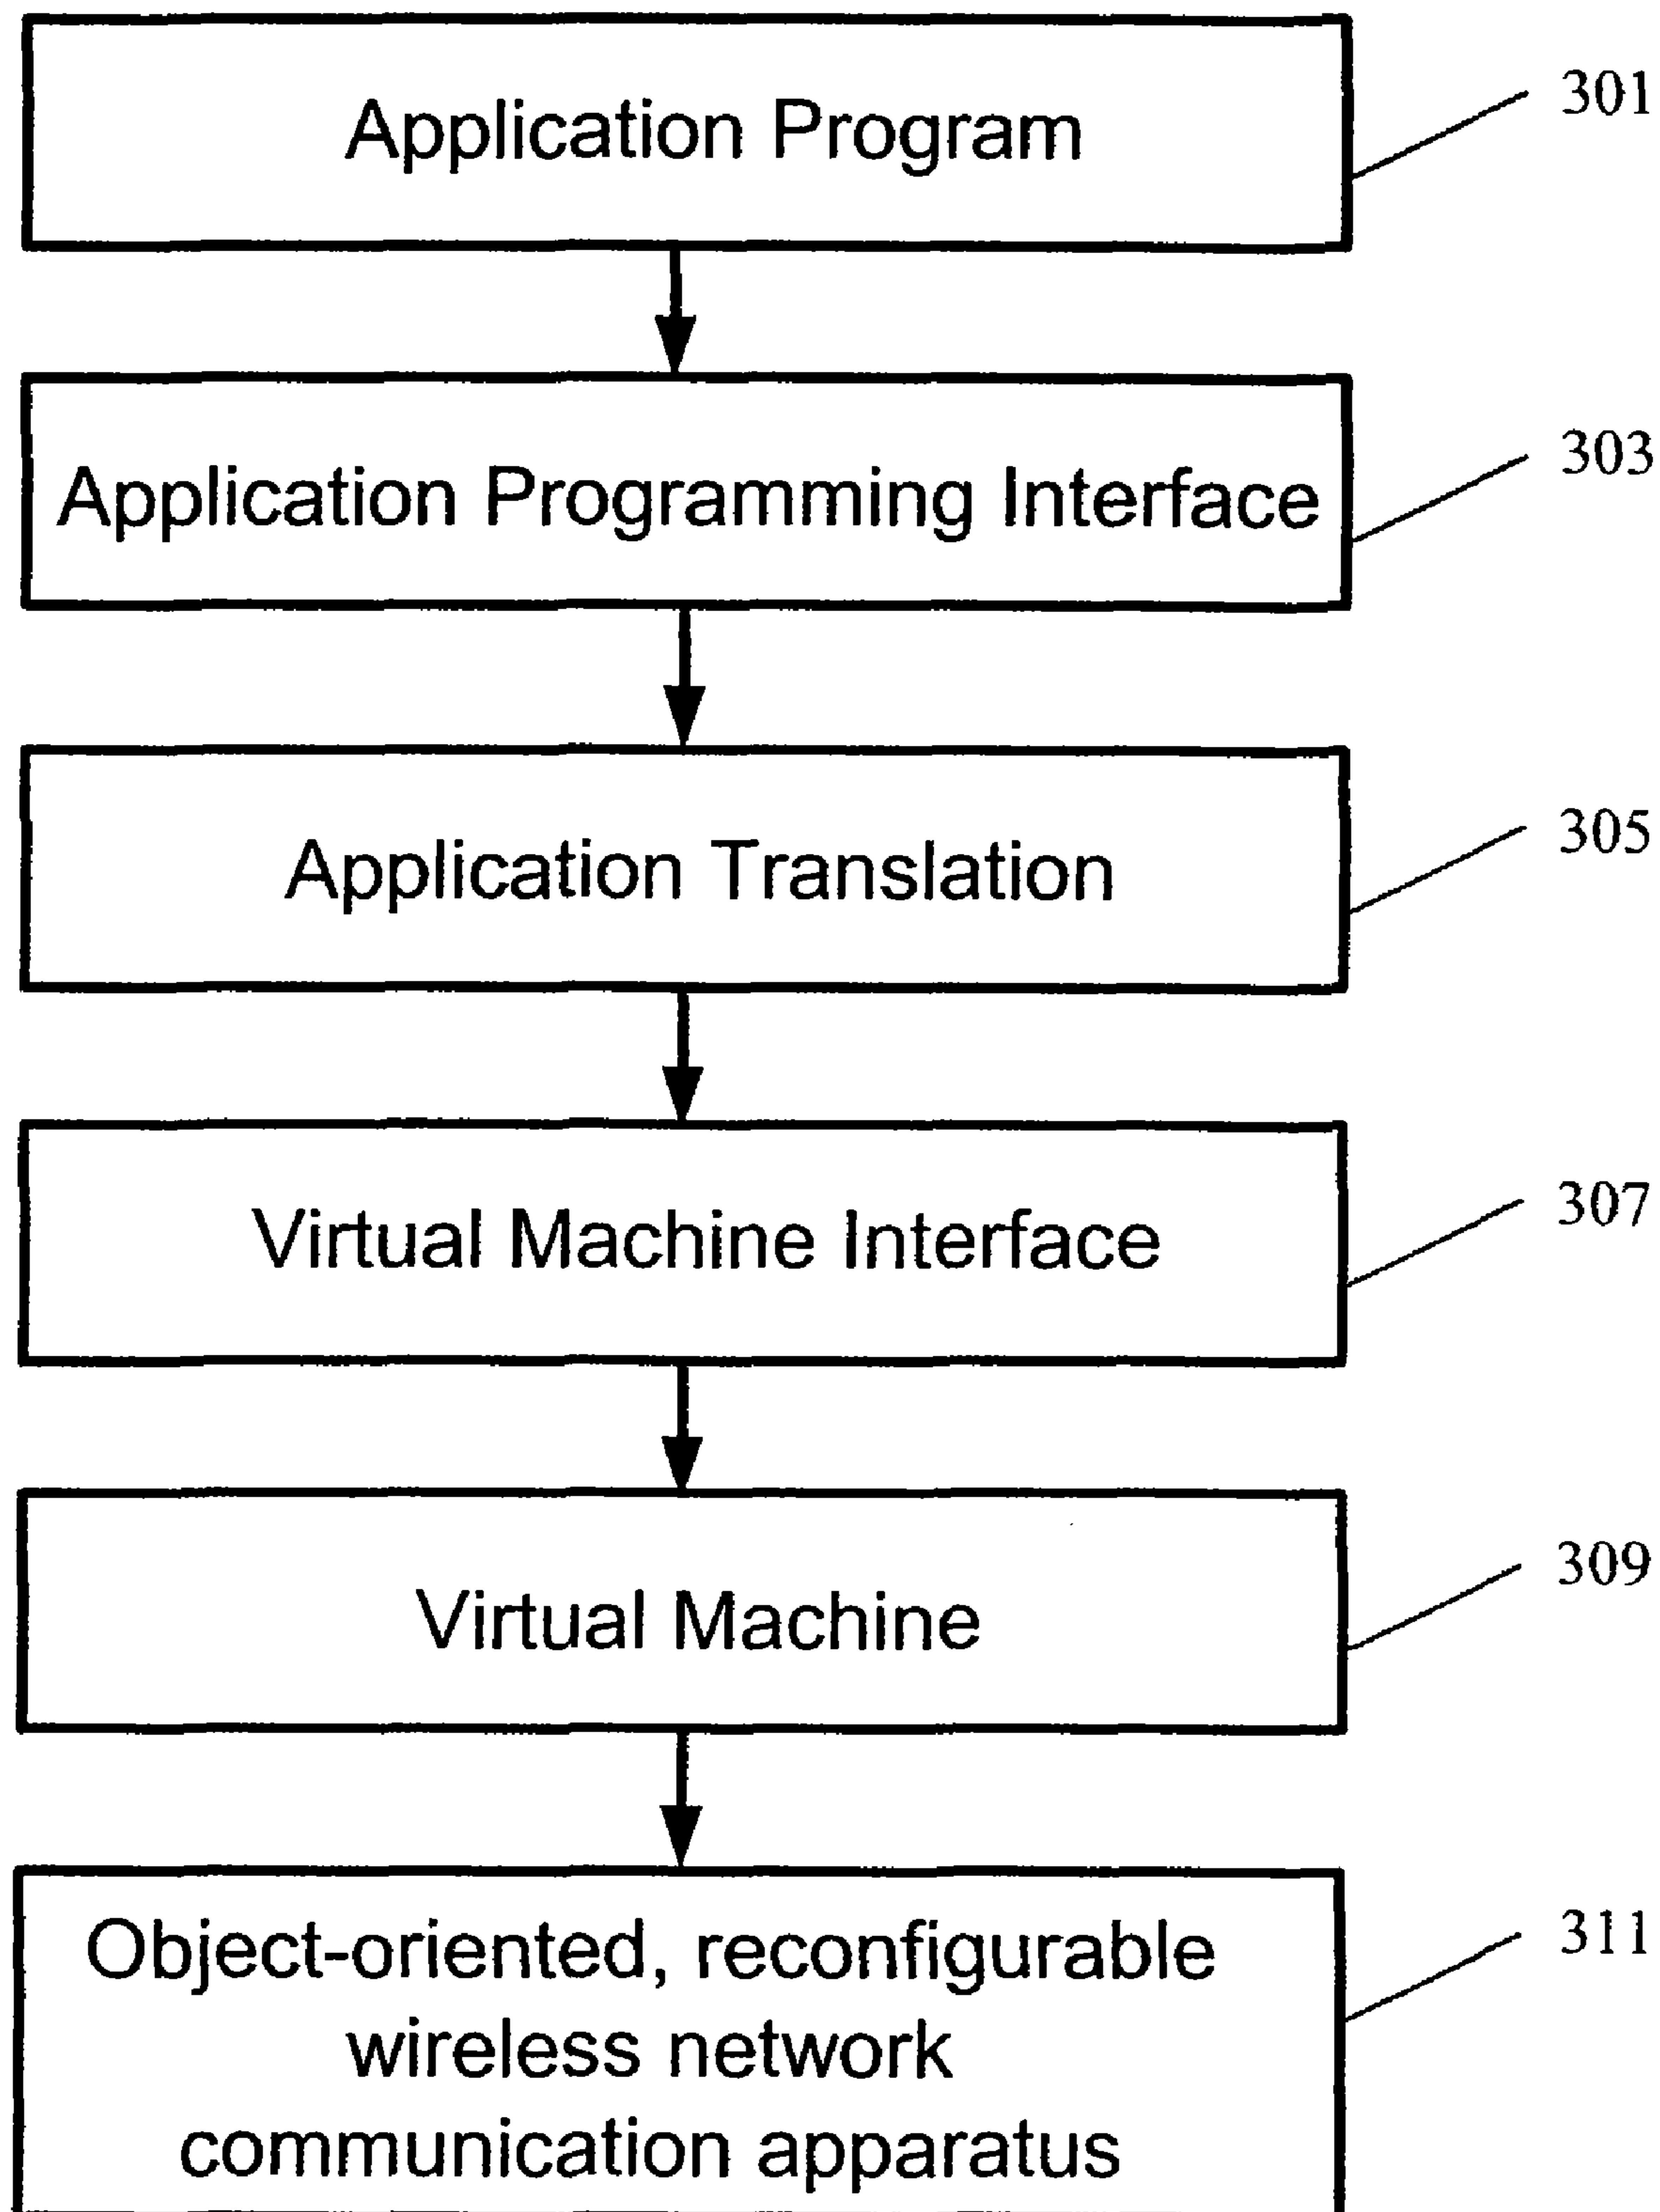 Application Program
301
Application Programming Interface
303
Application Translation
305
Virtual Machine Interface
307
Virtual Machine
309
Object-oriented, reconfigurable
wireless network
communication apparatus
311